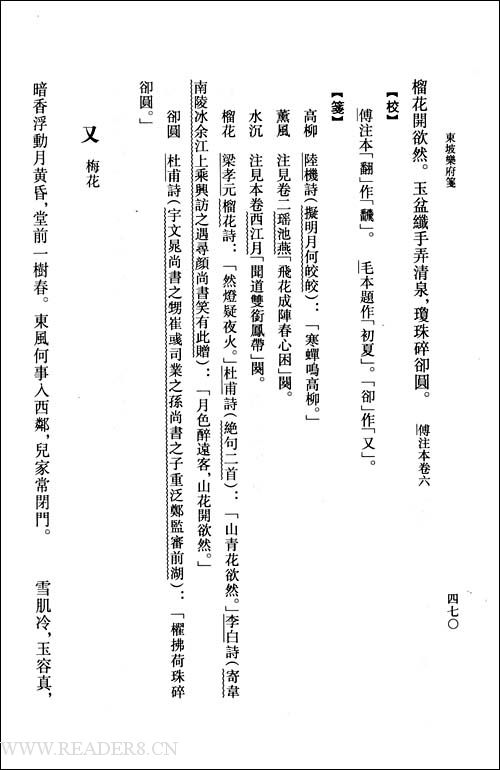 東坡樂府箋
四七〇
榴花開欲然。玉盆纖手弄清泉，瓊珠碎卻圓。　傅注本卷六
【校】
傅注本「翻」作「飜」。　毛本題作「初夏」。「卻」作「又」。
【箋】
高柳　陸機詩（擬明月何皎皎）：「寒蟬鳴高柳。」
薰風　注見卷二瑤池燕「飛花成陣春心困」闋。
水沉　注見本卷西江月「聞道雙銜鳳帶」闋。
榴花　梁孝元榴花詩：「然燈疑夜火。」杜甫詩（絶句二首）：「山青花欲然。」李白詩（寄韋
南陵冰余江上乘興訪之遇尋顔尚書笑有此贈）：「月色醉遠客，山花開欲然。」
卻圓　杜甫詩（宇文晁尚書之甥崔彧司業之孫尚書之子重泛鄭監審前湖）：「櫂拂荷珠碎
卻圓。」
又　梅花
暗香浮動月黄昏，堂前一樹春。東風何事入西鄰，兒家常閉門。　雪肌冷，玉容真，
WWW.READER8.CN